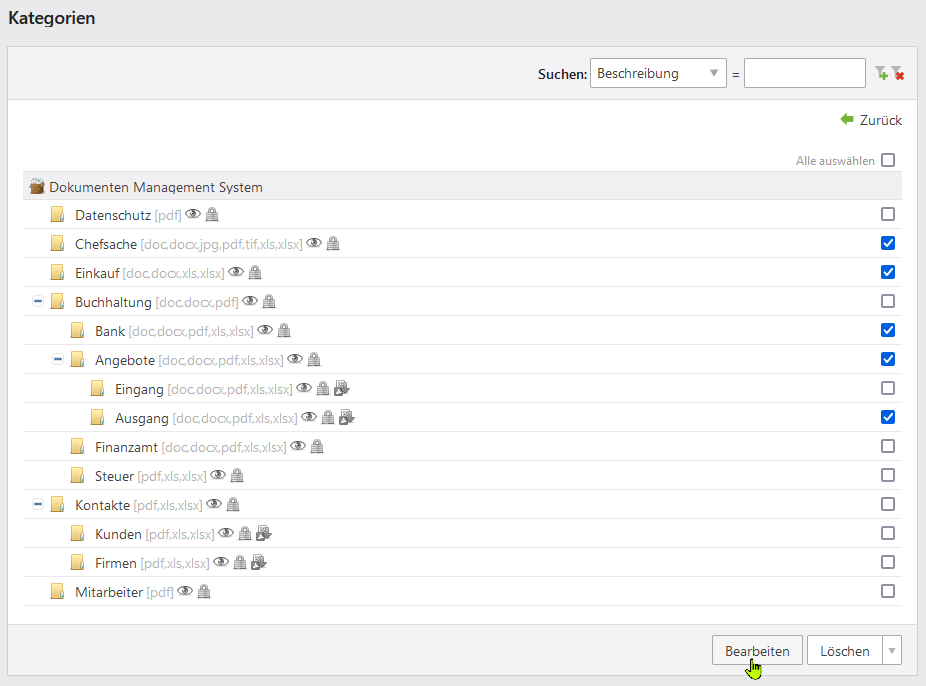 Kategorien
Suchen: Beschreibung =
Zurück
Alle auswählen
Dokumenten Management System
Datenschutz [pdf]
Chefsache [doc,docx,jpg,pdf,tif,xls,xlsx]
Einkauf [doc,docx,xls,xlsx]
Buchhaltung [doc,docx,pdf]
Bank [doc,docx,pdf,xls,xlsx]
Angebote [doc,docx,pdf,xls,xlsx]
Eingang [doc,docx,pdf,xls,xlsx]
Ausgang [doc,docx,pdf,xls,xlsx]
Finanzamt [doc,docx,pdf,xls,xlsx]
Steuer [pdf,xls,xlsx]
Kontakte [pdf,xls,xlsx]
Kunden [pdf,xls,xlsx]
Firmen [pdf,xls,xlsx]
Mitarbeiter [pdf]
Bearbeiten Löschen